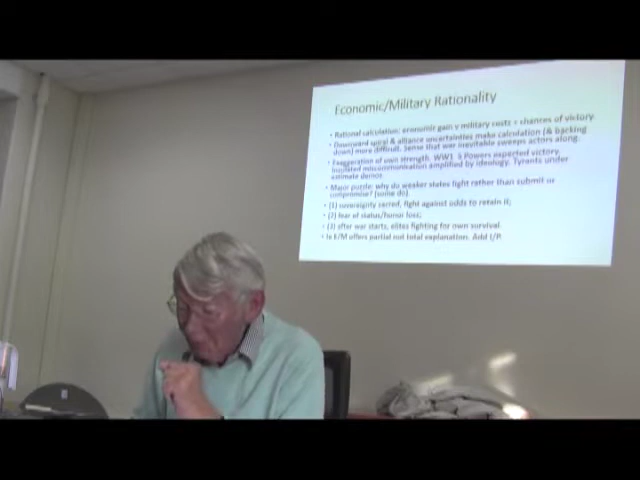 Economic/Military Rationality
• Rational calculation: economic gain v military costs + chances of victory
• Downward spiral & alliance uncertainties make calculation (& backing
down) more difficult. Sense that war inevitable sweeps actors along.
• Exaggeration of own strength. WW1 5 Powers expected victory.
Insulated miscommunication amplified by ideology. Tyrants under
estimate demos
• Major puzzle: why do weaker states fight rather than submit or
compromise? (some do).
• (1) sovereignty sacred, fight against odds to retain it;
• (2) fear of status/honor loss;
• (3) after war starts, elites fighting for own survival.
• E/M offers partial not total explanation. Add I/P.